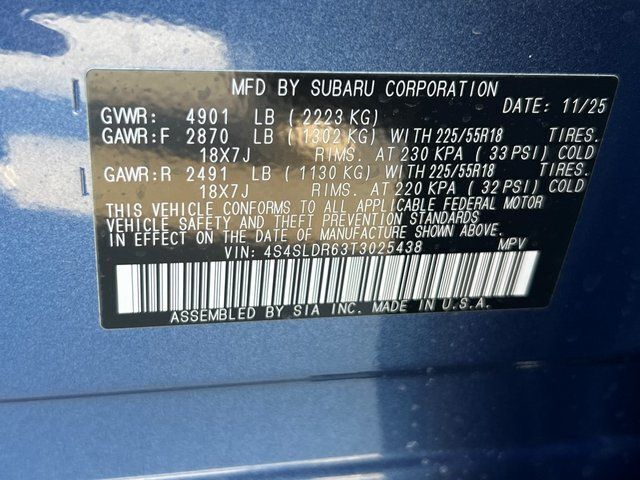 MFD BY SUBARU CORPORATION
DATE: 11/25
GVWR: 4901 LB (2223 KG)
GAWR:F 2870 LB (1302 KG) WITH 225/55R18 TIRES.
18X7J RIMS. AT 230 KPA (33 PSI) COLD
GAWR:R 2491 LB (1130 KG) WITH 225/55R18 TIRES.
18X7J RIMS. AT 220 KPA (32 PSI) COLD
THIS VEHICLE CONFORMS TO ALL APPLICABLE FEDERAL MOTOR
VEHICLE SAFETY AND THEFT PREVENTION STANDARDS
IN EFFECT ON THE DATE OF MANUFACTURE SHOWN ABOVE.
VIN: 4S4SLDR63T3025438 MPV
ASSEMBLED BY SIA INC. MADE IN U.S.A.